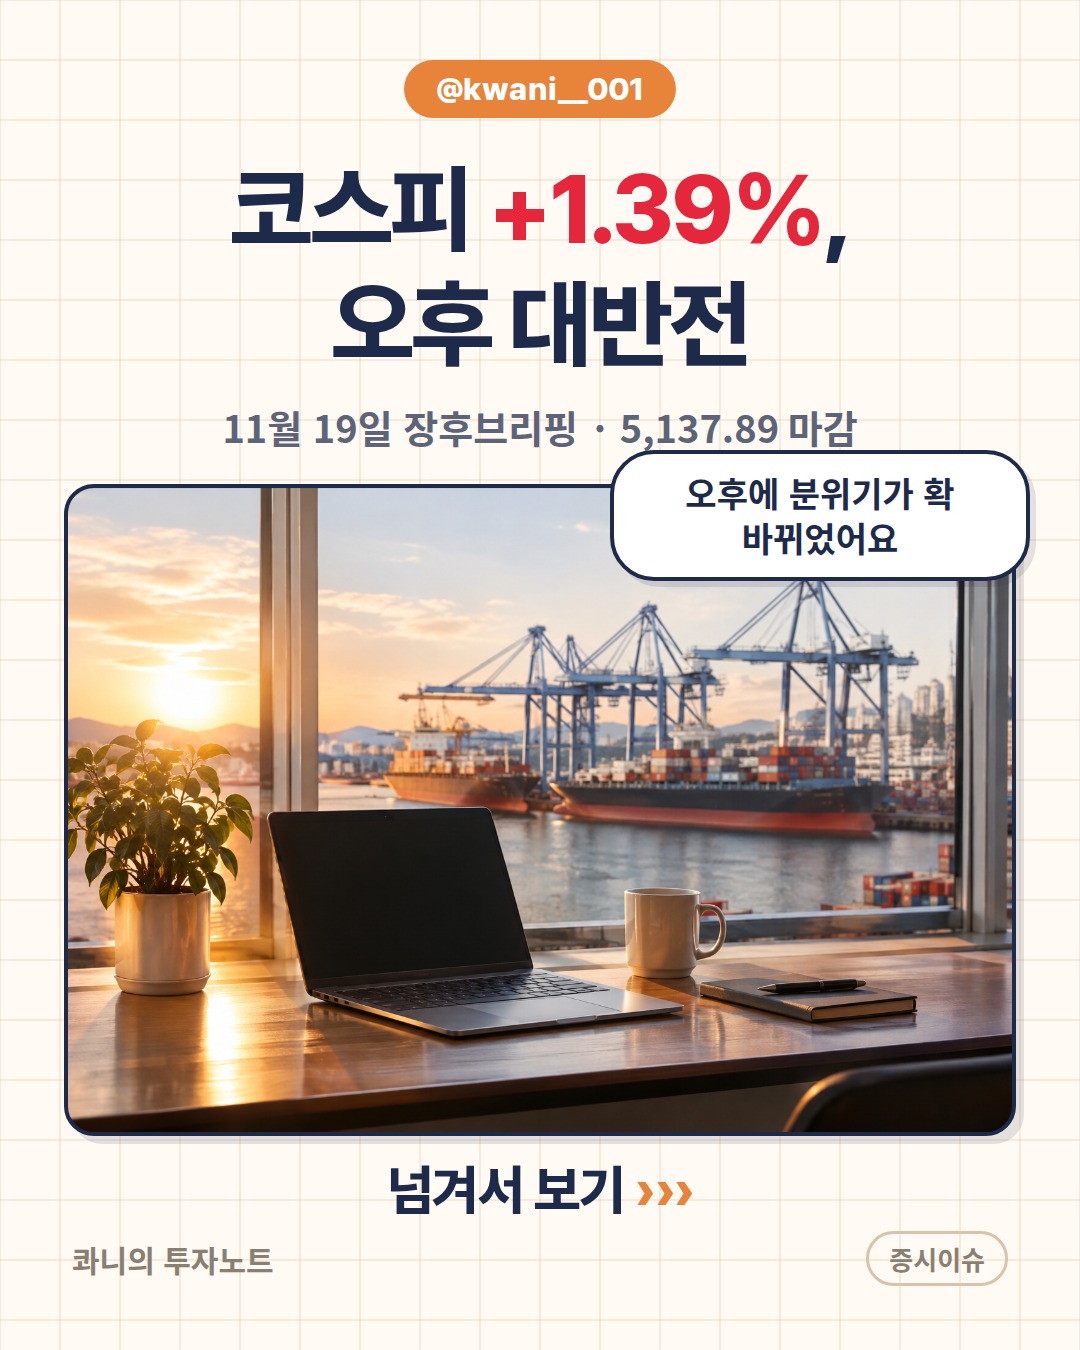 @kwani__001
코스피 +1.39%,
오후 대반전
11월 19일 장후브리핑 · 5,137.89 마감
오후에 분위기가 확
바뀌었어요
넘겨서 보기 ›››
콰니의 투자노트
증시이슈